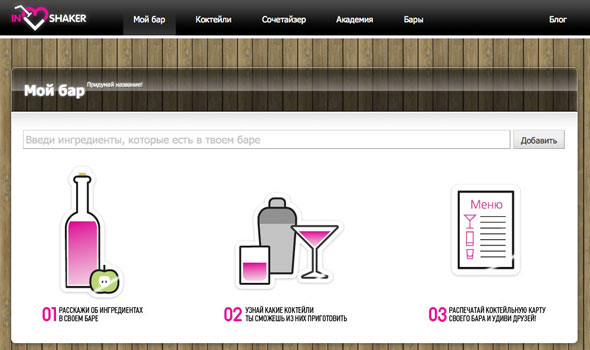 INSHAKER
Мой бар Коктейли Сочетайзер Академия Бары Блог
Мой бар Придумай название!
Введи ингредиенты, которые есть в твоем баре Добавить
Меню
01 РАССКАЖИ ОБ ИНГРЕДИЕНТАХ
В СВОЕМ БАРЕ
02 УЗНАЙ КАКИЕ КОКТЕЙЛИ
ТЫ СМОЖЕШЬ ИЗ НИХ ПРИГОТОВИТЬ
03 РАСПЕЧАТАЙ КОКТЕЙЛЬНУЮ КАРТУ
СВОЕГО БАРА И УДИВИ ДРУЗЕЙ!